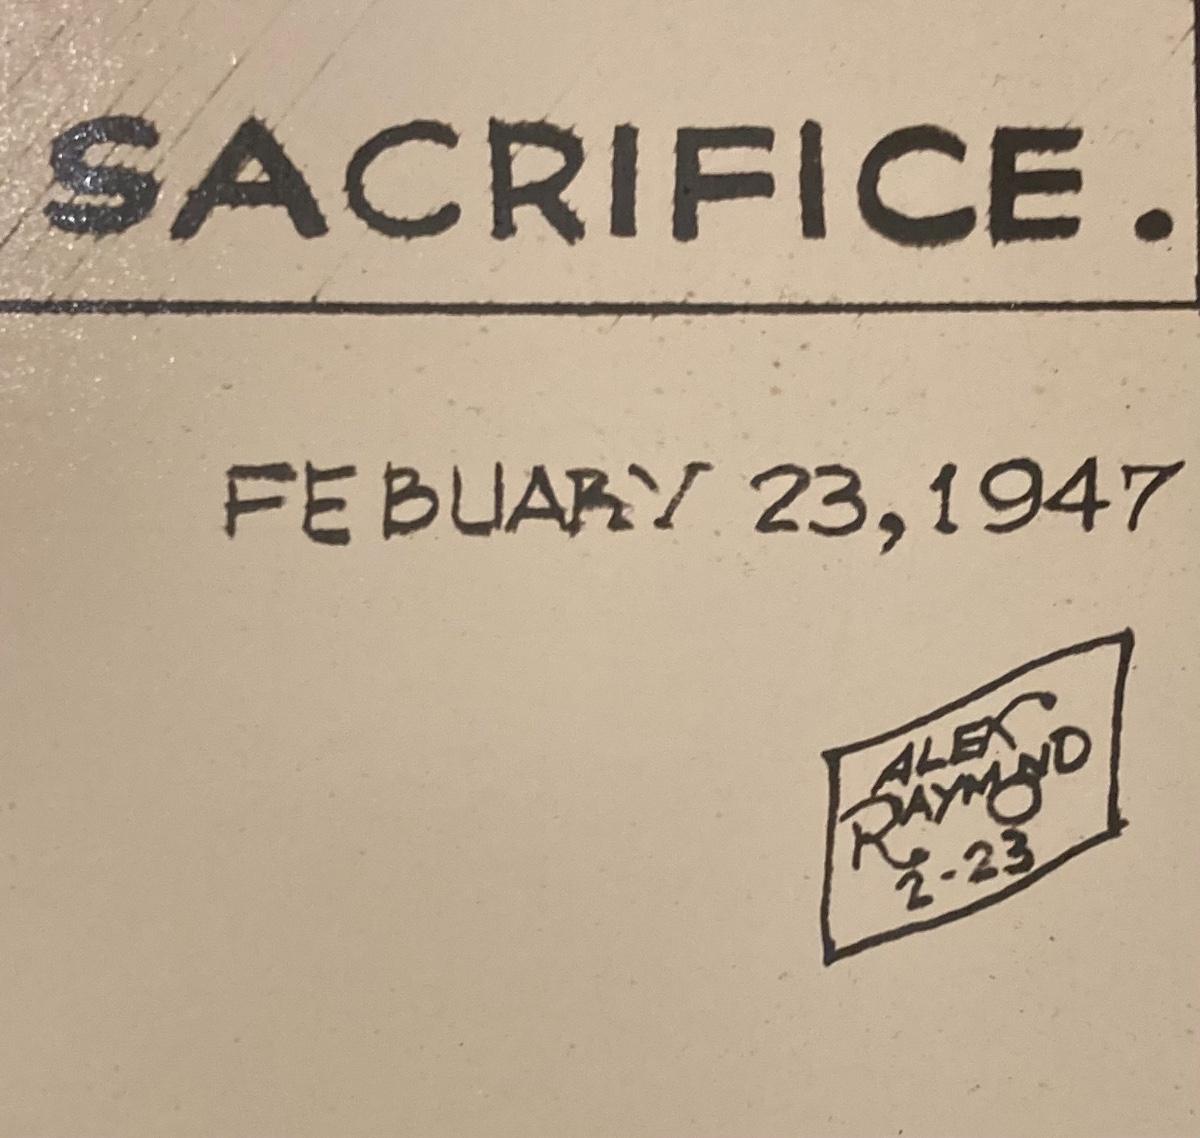 SACRIFICE.
FEBUARY 23, 1947
ALEX
RAYMOND
2-23